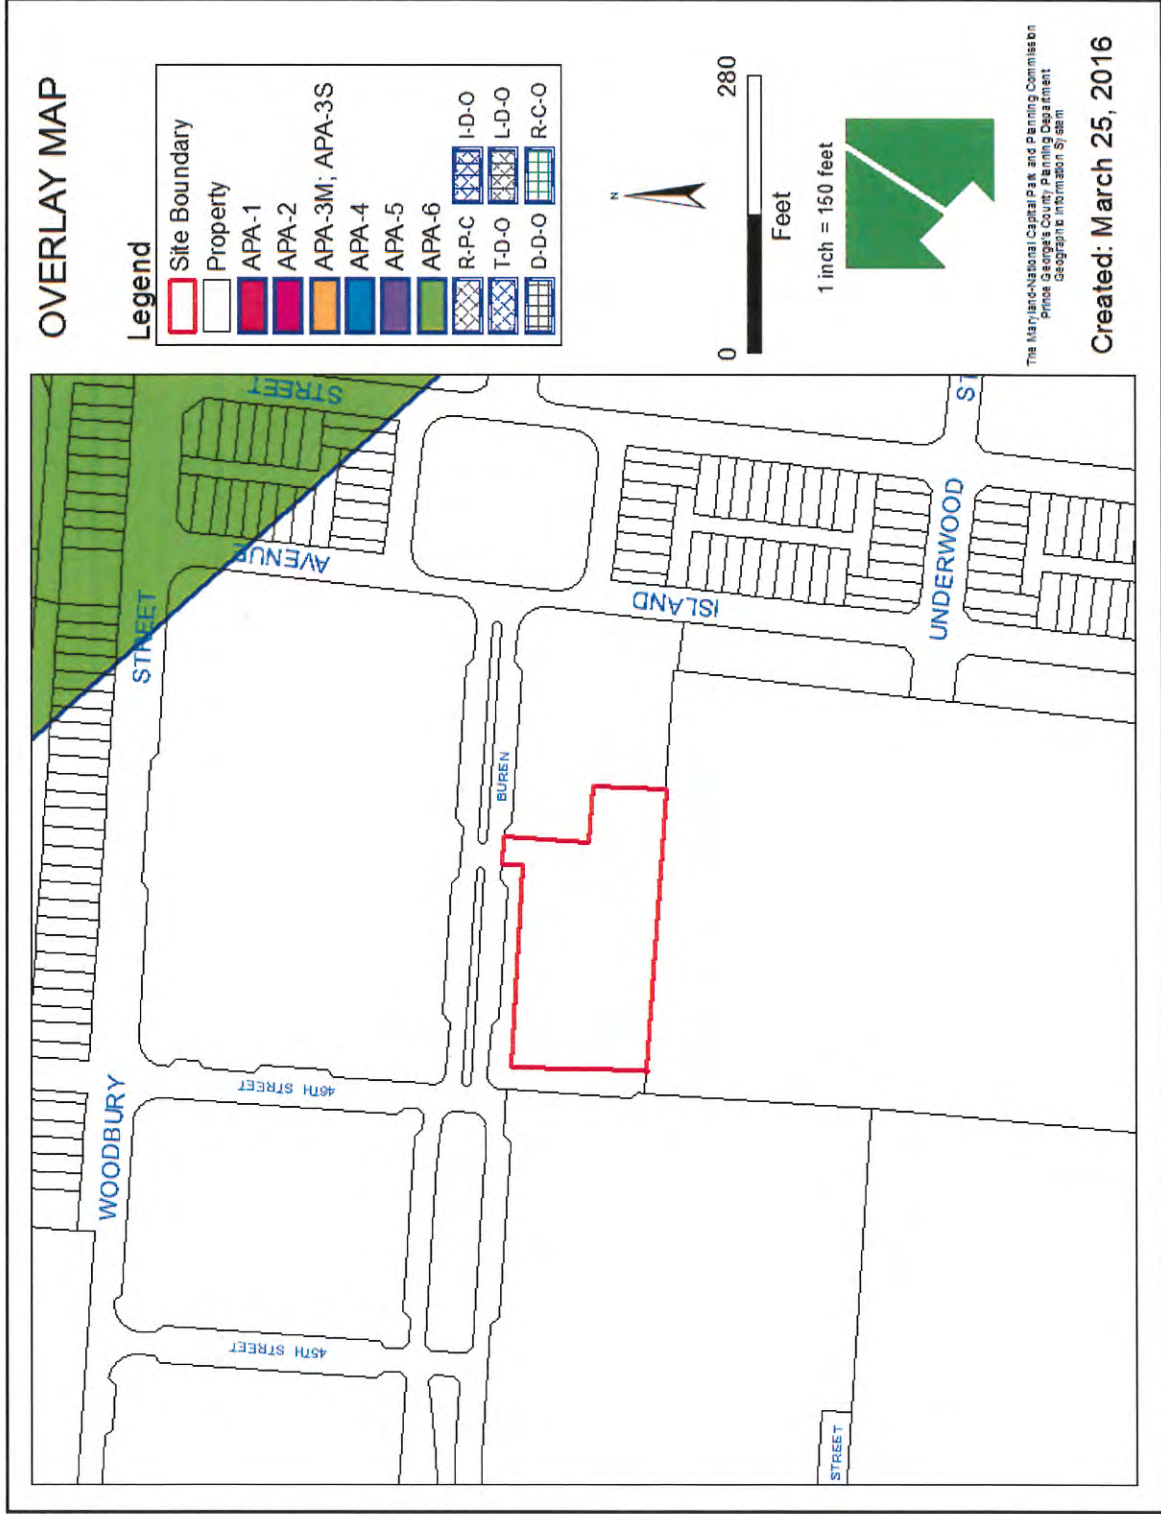 OVERLAY MAP
Legend
Site Boundary
Property
APA-1
APA-2
APA-3M; APA-3S
APA-4
APA-5
APA-6
R-P-C I-D-O
T-D-O L-D-O
D-D-O R-C-O
N
0 280
Feet
1 inch = 150 feet
The Maryland-National Capital Park and Planning Commission
Prince George's County Planning Department
Geographic Information System
Created: March 25, 2016
WOODBURY
STREET
STREET
AVENUE
46TH STREET
45TH STREET
BUREN
ISLAND
UNDERWOOD
ST
STREET